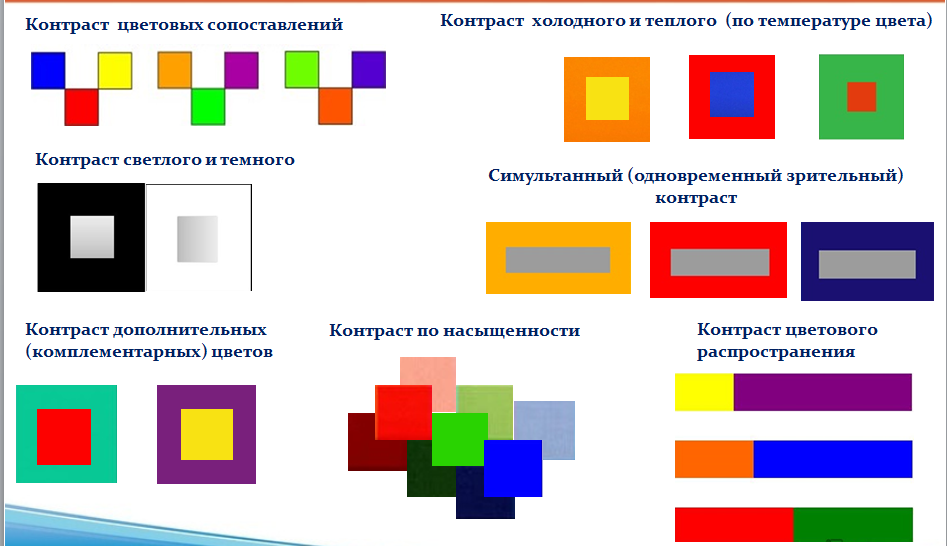 Контраст цветовых сопоставлений
Контраст холодного и теплого (по температуре цвета)
Контраст светлого и темного
Симультанный (одновременный зрительный)
контраст
Контраст дополнительных
(комплементарных) цветов
Контраст по насыщенности
Контраст цветового
распространения